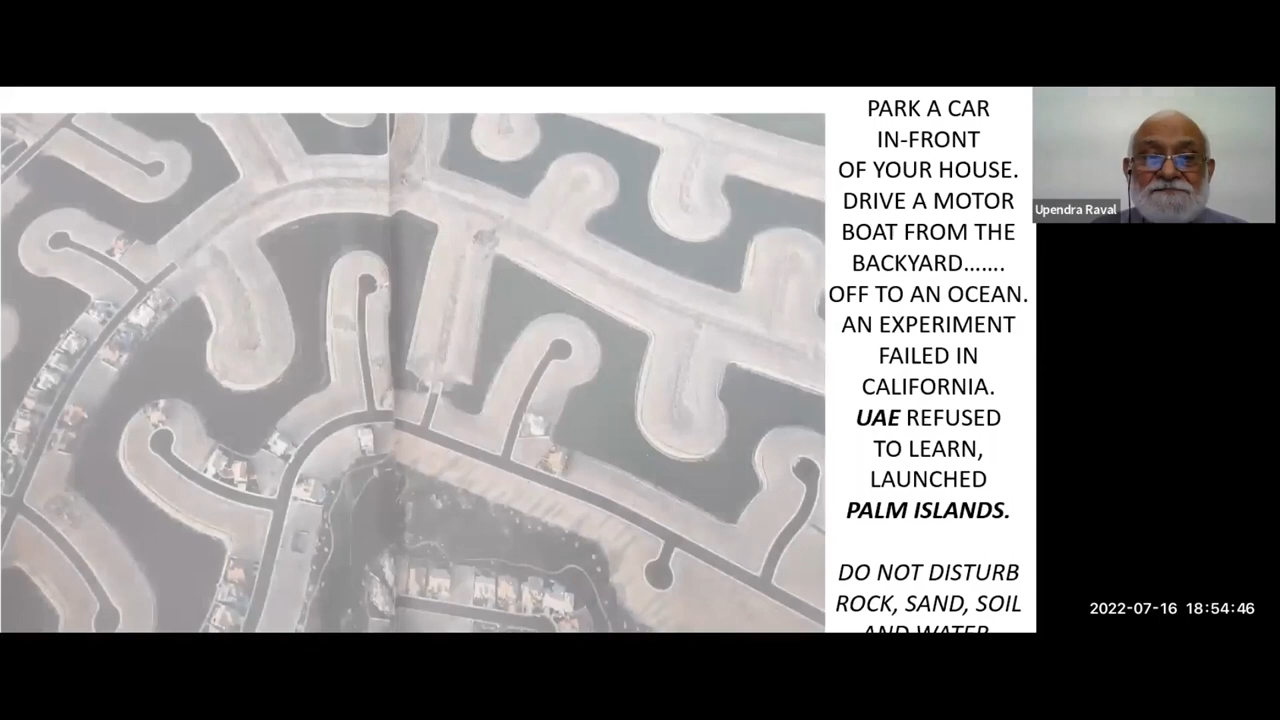 PARK A CAR
IN-FRONT
OF YOUR HOUSE.
DRIVE A MOTOR
BOAT FROM THE
BACKYARD…….
OFF TO AN OCEAN.
AN EXPERIMENT
FAILED IN
CALIFORNIA.
UAE REFUSED
TO LEARN,
LAUNCHED
PALM ISLANDS.
DO NOT DISTURB
ROCK, SAND, SOIL
AND WATER
Upendra Raval
2022-07-16 18:54:46